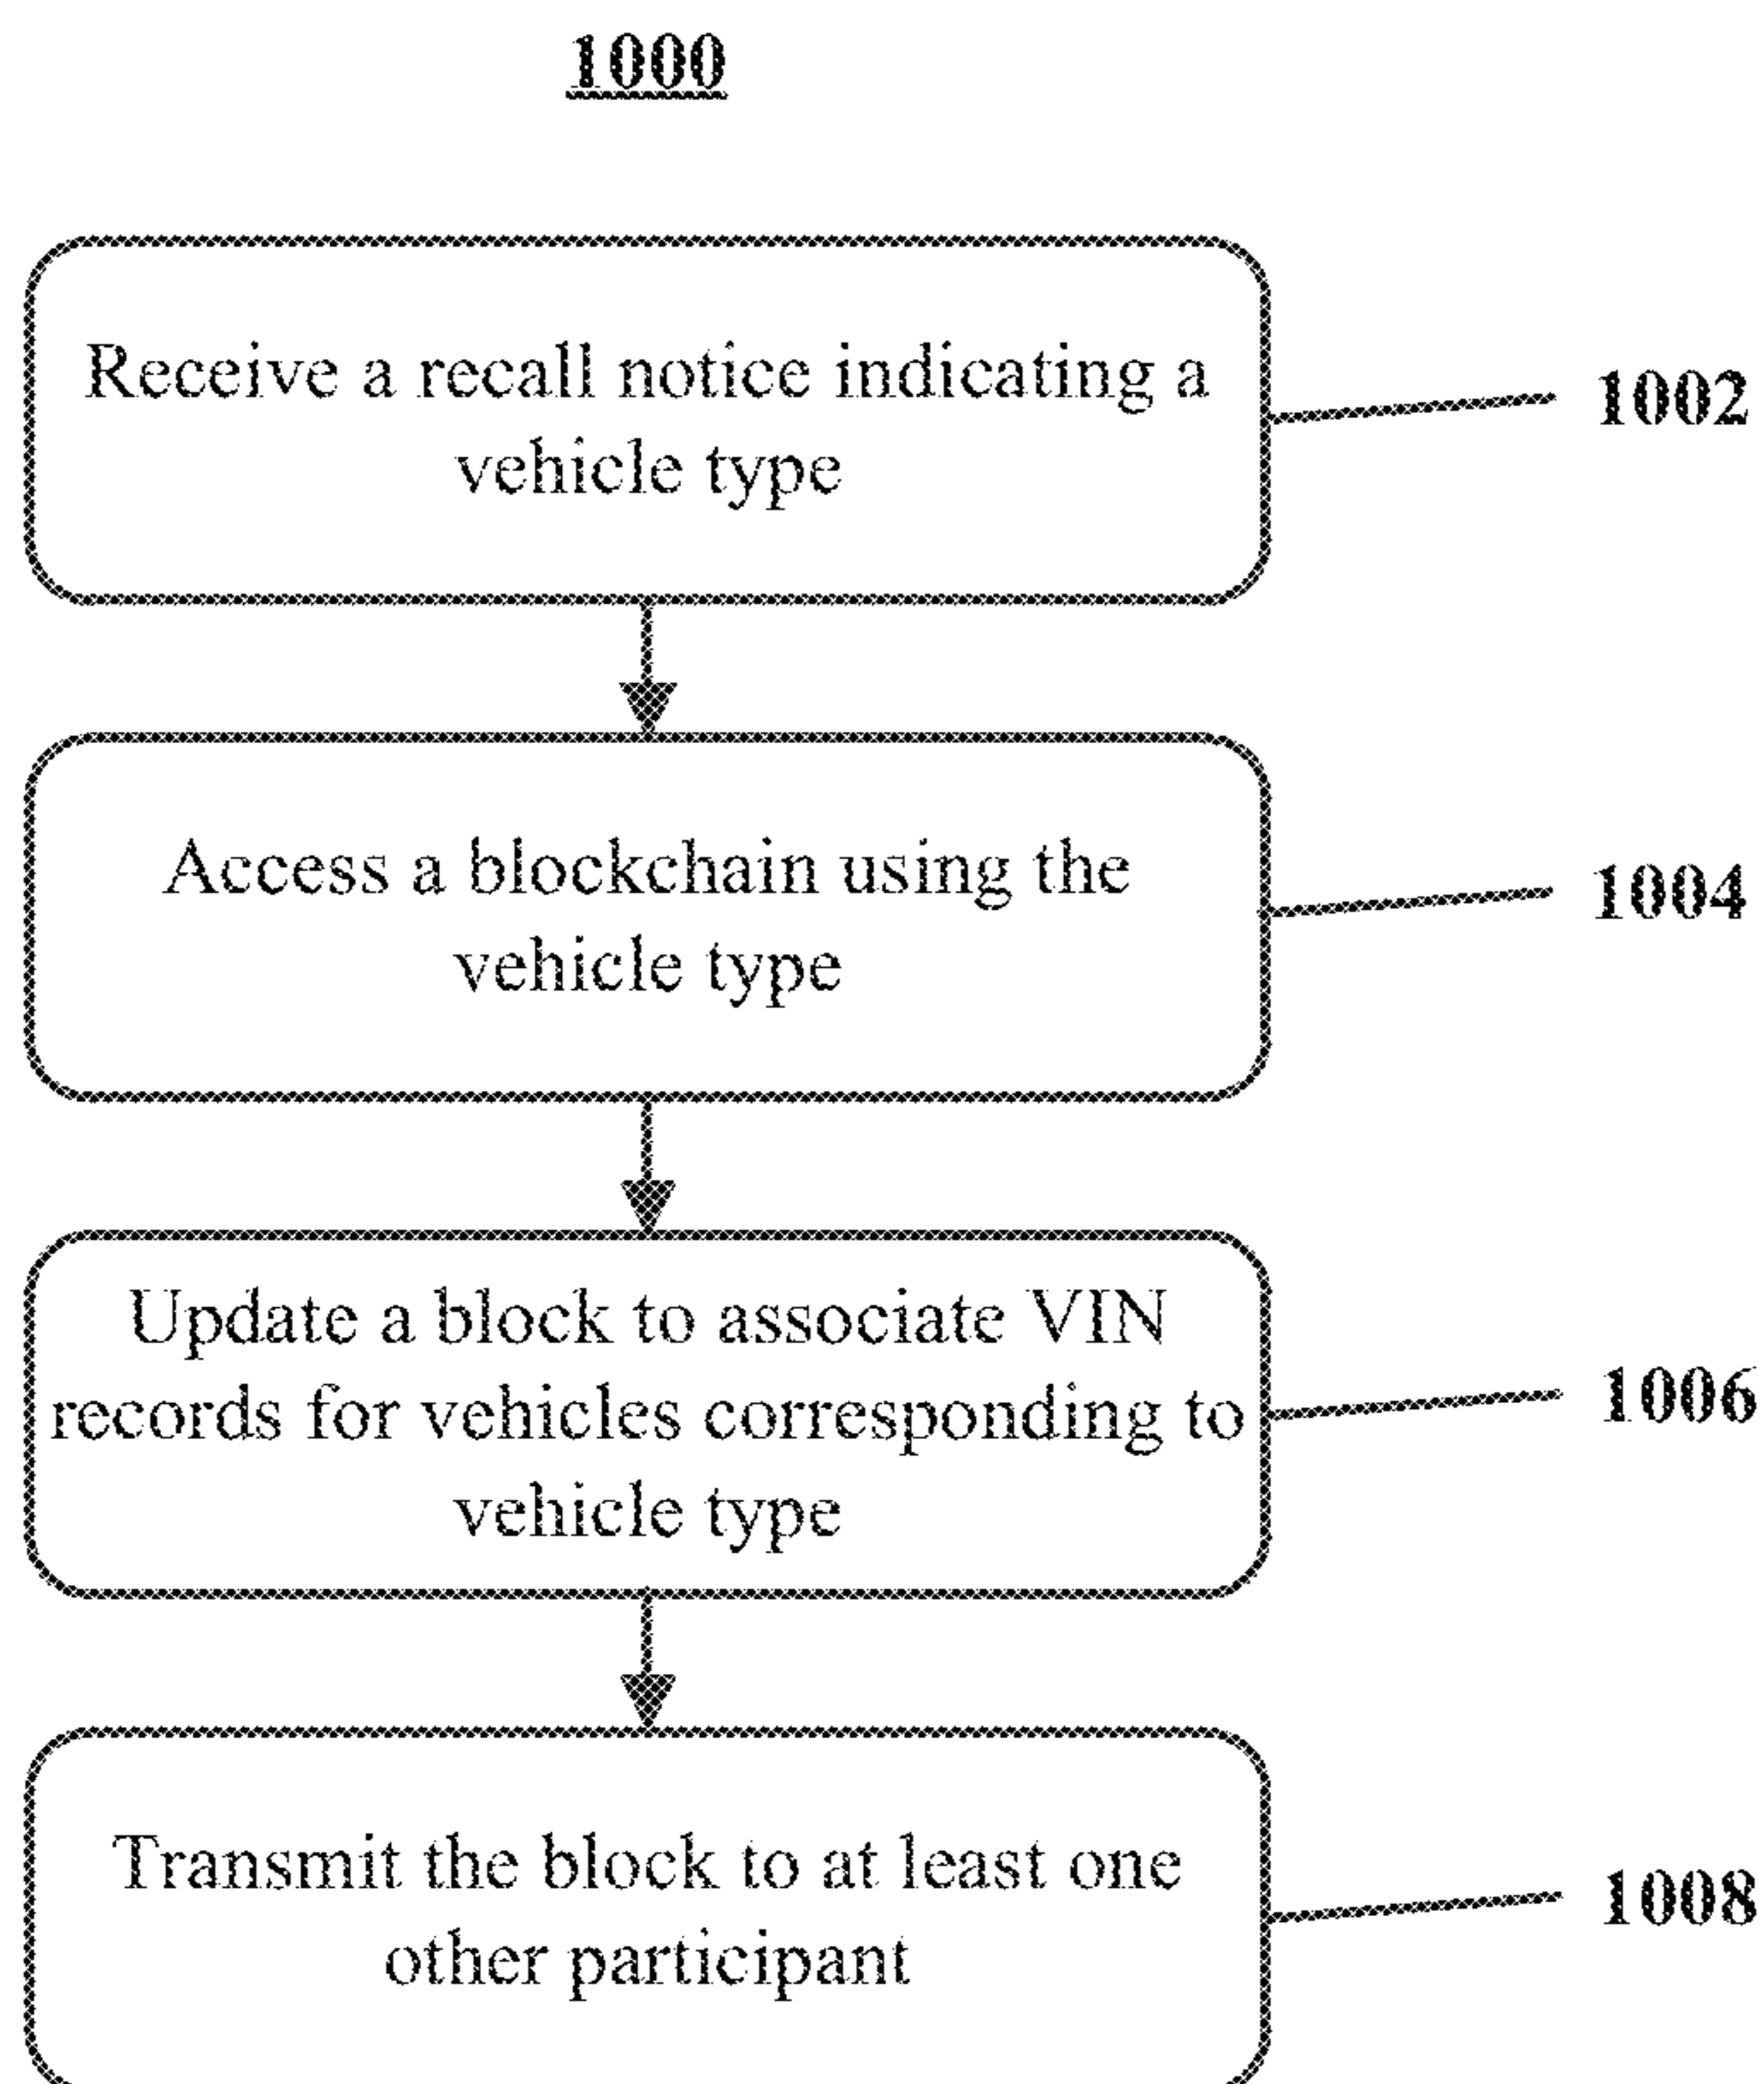 1000
Receive a recall notice indicating a
vehicle type
1002
Access a blockchain using the
vehicle type
1004
Update a block to associate VIN
records for vehicles corresponding to
vehicle type
1006
Transmit the block to at least one
other participant
1008